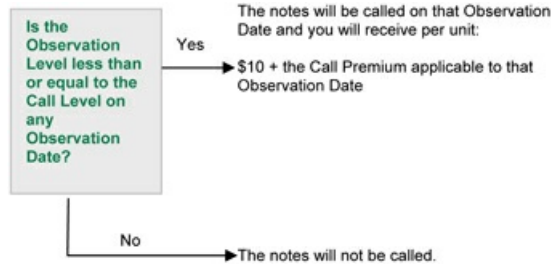 Is the
Observation
Level less than
or equal to the
Call Level on
any
Observation
Date?
Yes
The notes will be called on that Observation
Date and you will receive per unit:
$10 + the Call Premium applicable to that
Observation Date
No
The notes will not be called.